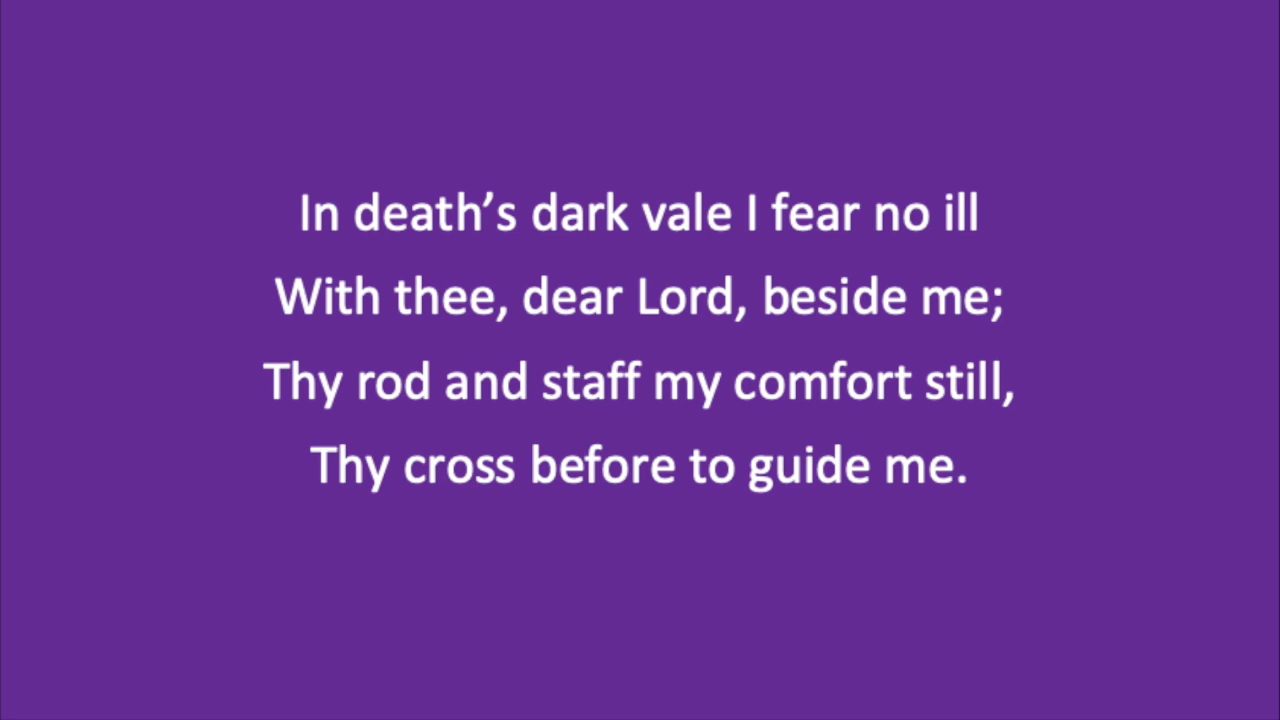 In death’s dark vale I fear no ill
With thee, dear Lord, beside me;
Thy rod and staff my comfort still,
Thy cross before to guide me.